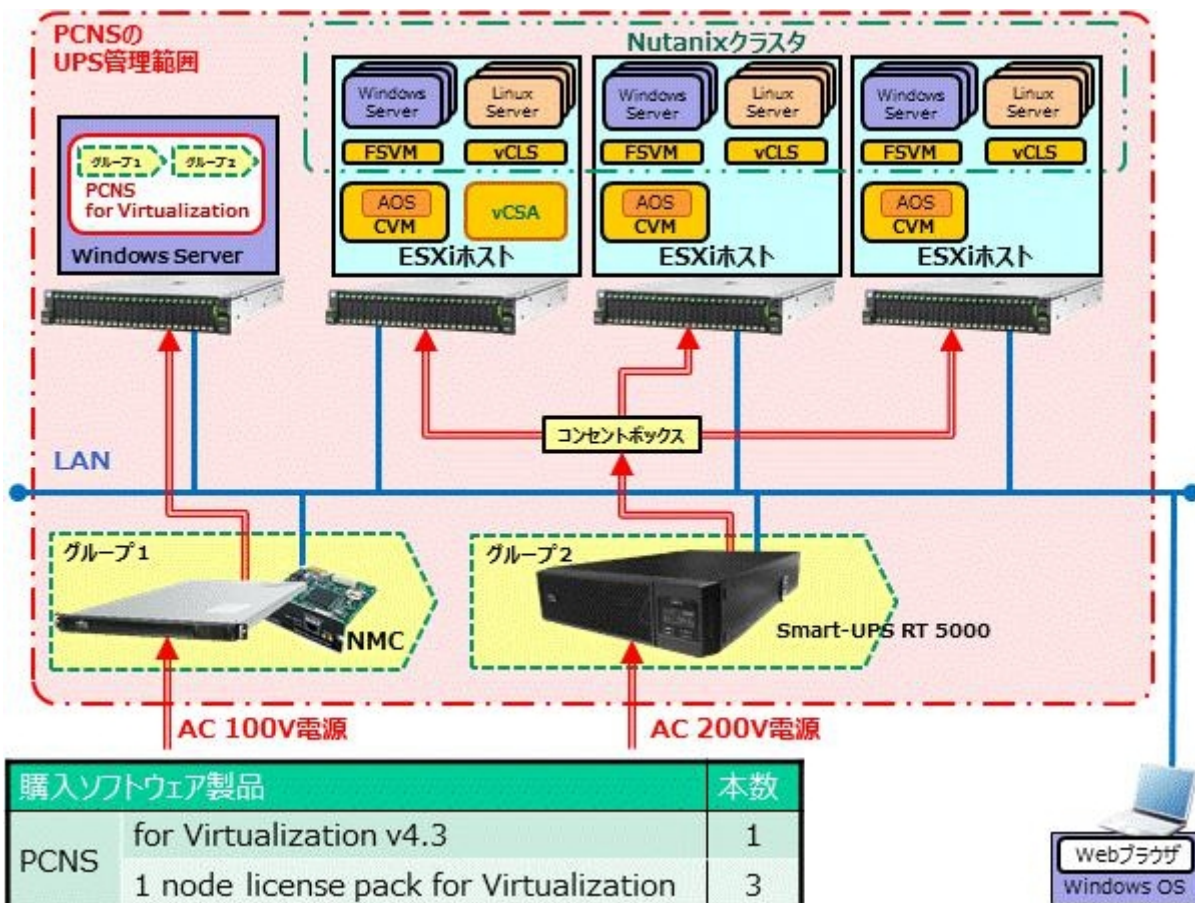 PCNSの
UPS管理範囲
Nutanixクラスタ
Windows
Server
Linux
Server
Windows
Server
Linux
Server
Windows
Server
Linux
Server
FSVM
vCLS
FSVM
vCLS
FSVM
vCLS
グループ1
グループ2
PCNS
for Virtualization
Windows Server
AOS
CVM
vCSA
ESXiホスト
AOS
CVM
ESXiホスト
AOS
CVM
ESXiホスト
コンセントボックス
LAN
グループ1
NMC
グループ2
Smart-UPS RT 5000
AC 100V電源
AC 200V電源
購入ソフトウェア製品 本数
PCNS
for Virtualization v4.3 1
1 node license pack for Virtualization 3
Webブラウザ
Windows OS